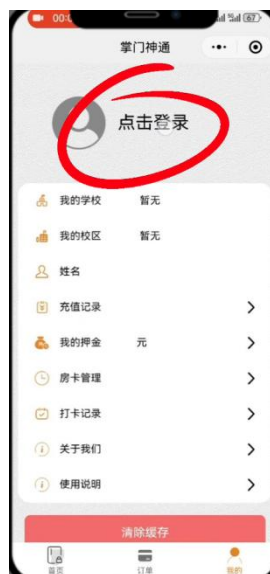 掌门神通
点击登录
我的学校 暂无
我的校区 暂无
姓名
充值记录
我的押金 元
房卡管理
打卡记录
关于我们
使用说明
清除缓存
首页 订单 我的